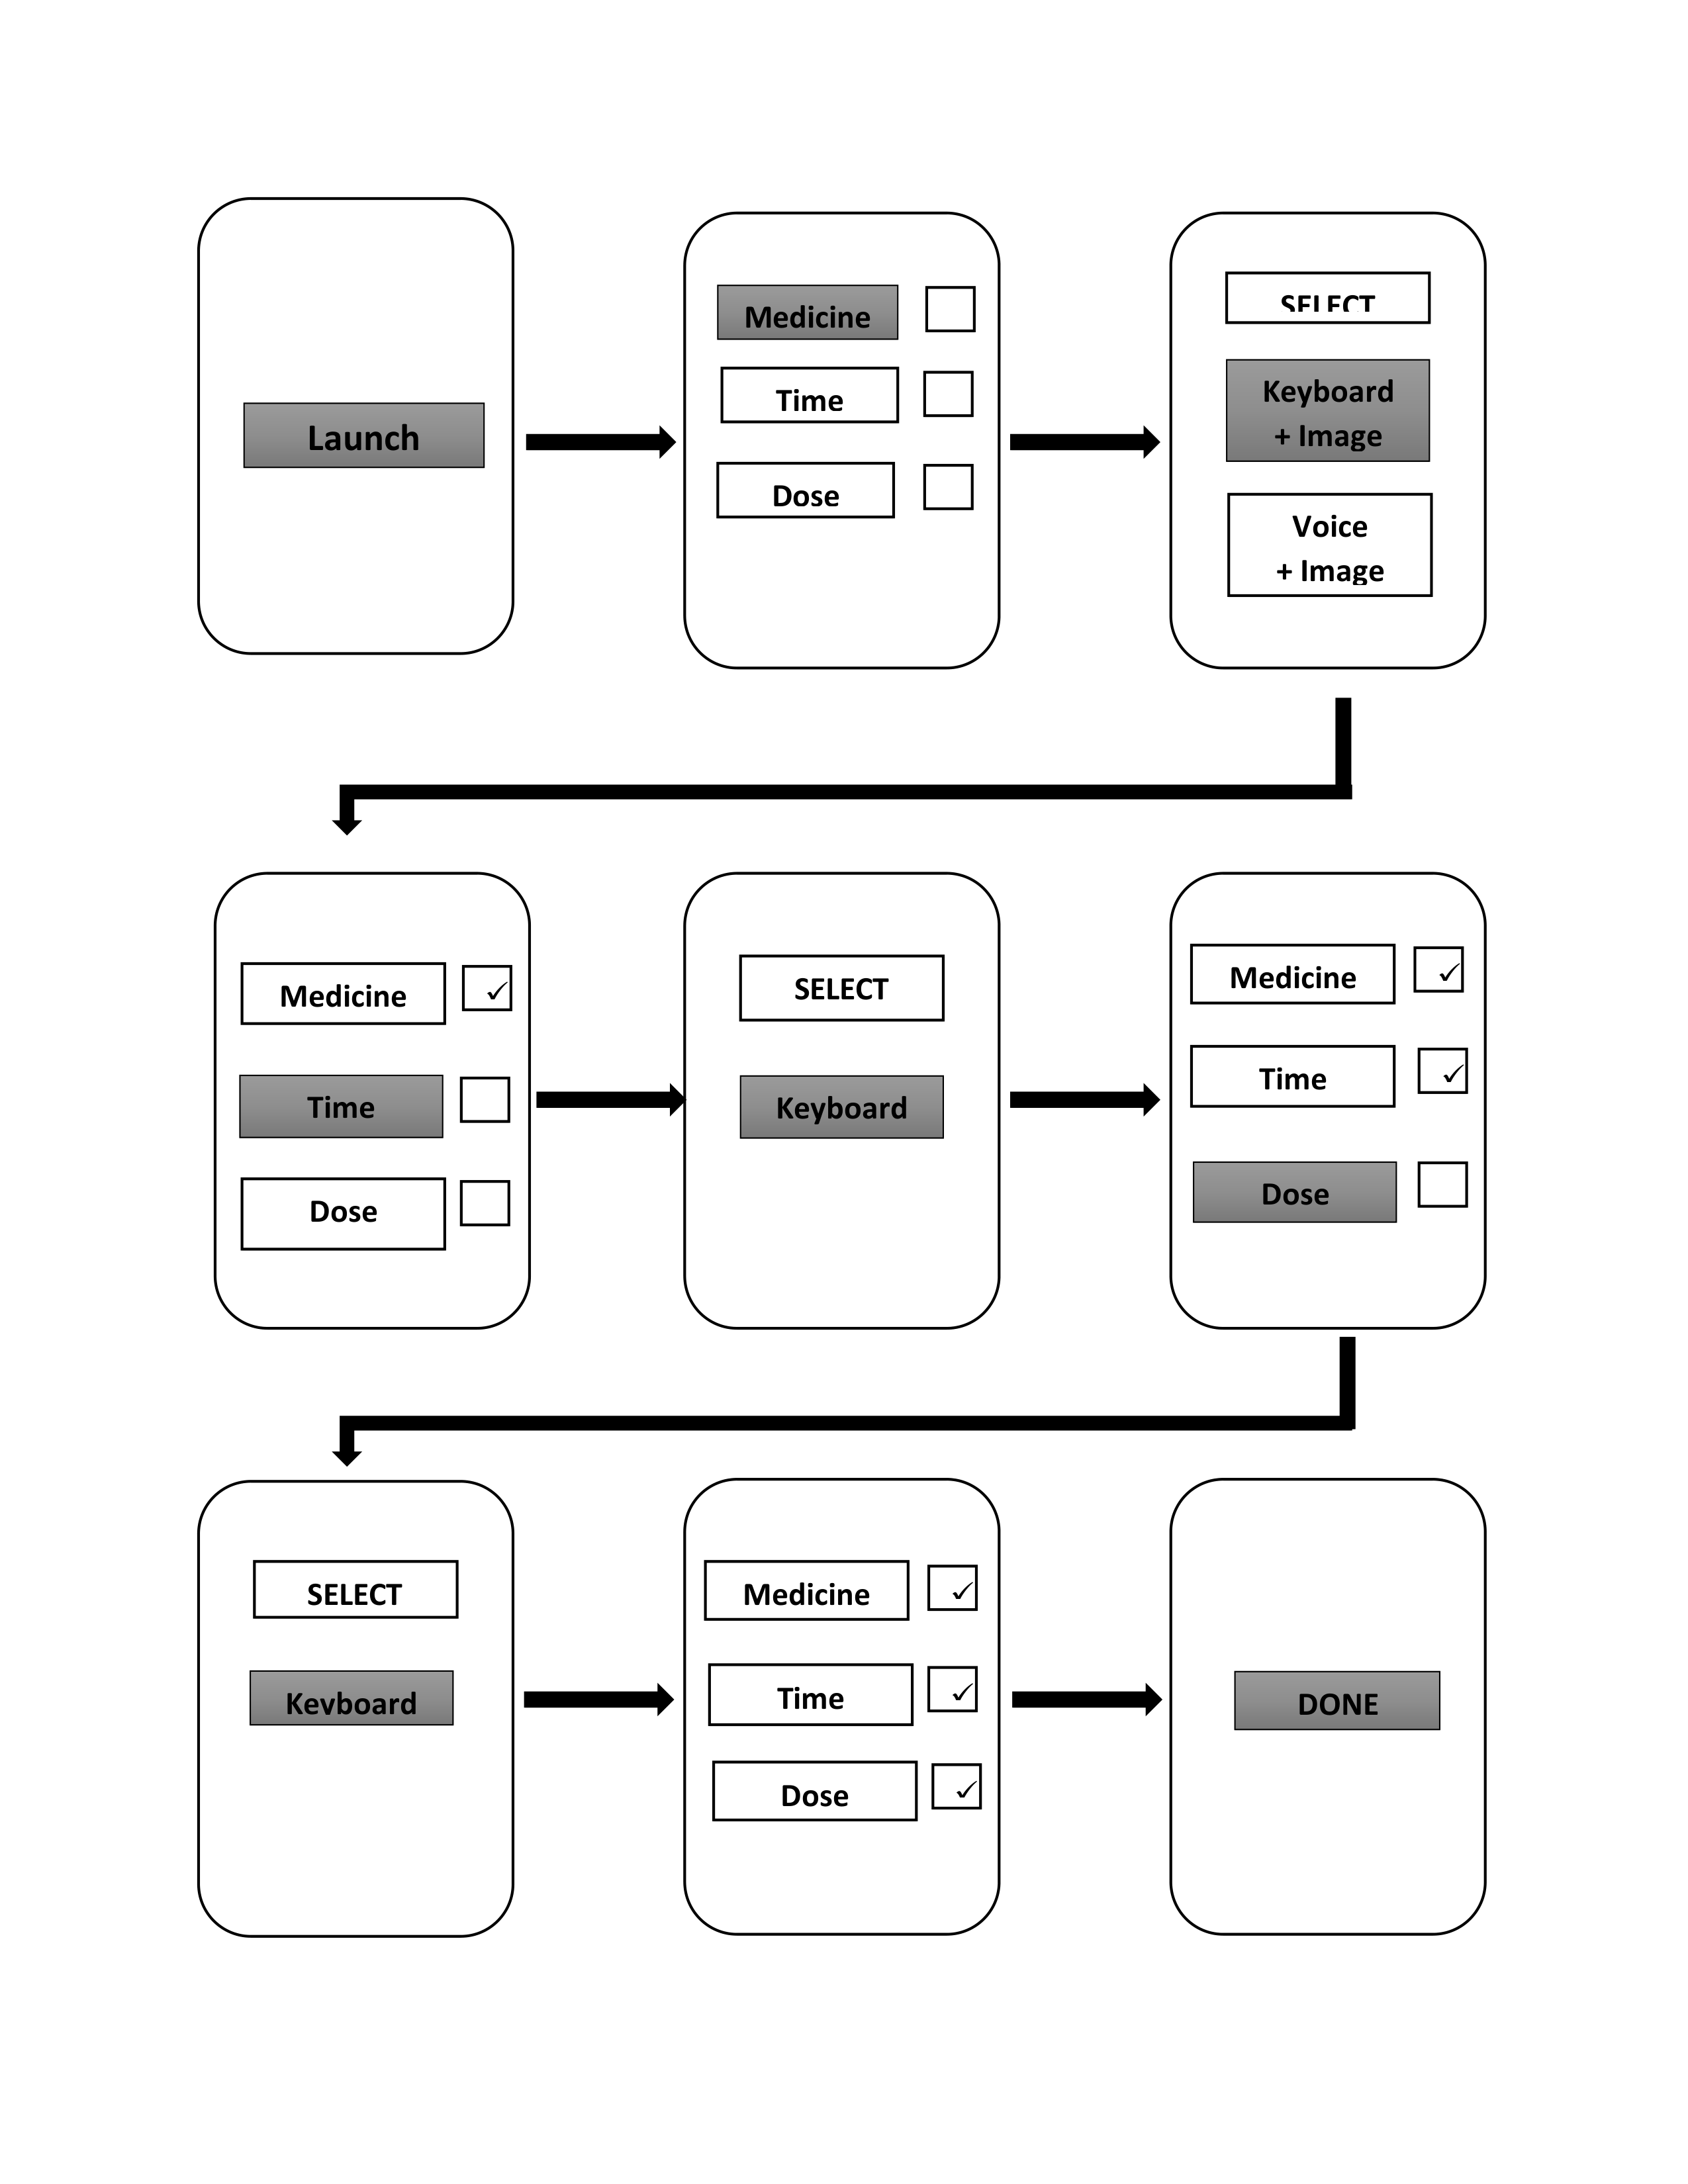 Launch
Medicine
Time
Dose
SELECT
Keyboard
+ Image
Voice
+ Image
Medicine ✓
Time
Dose
SELECT
Keyboard
Medicine ✓
Time ✓
Dose
SELECT
Keyboard
Medicine ✓
Time ✓
Dose ✓
DONE